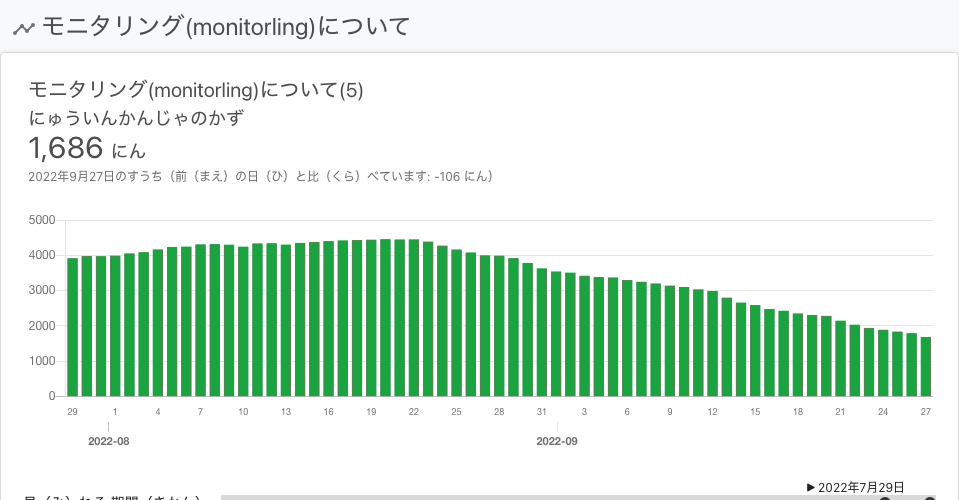 モニタリング(monitorling)について
モニタリング(monitorling)について(5)
にゅういんかんじゃのかず
1,686 にん
2022年9月27日のすうち（前（まえ）の日（ひ）と比（くら）べています: -106 にん）
5000
4000
3000
2000
1000
0
29 1 4 7 10 13 16 19 22 25 28 31 3 6 9 12 15 18 21 24 27
2022-08 2022-09
2022年7月29日